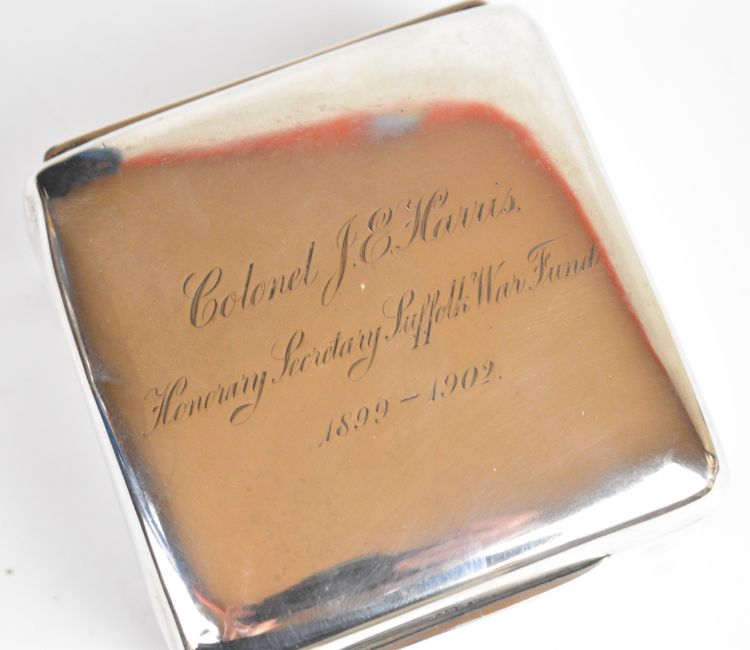 Colonel J.E.Harris.
Honorary Secretary Suffolk War Fund
1899-1902.